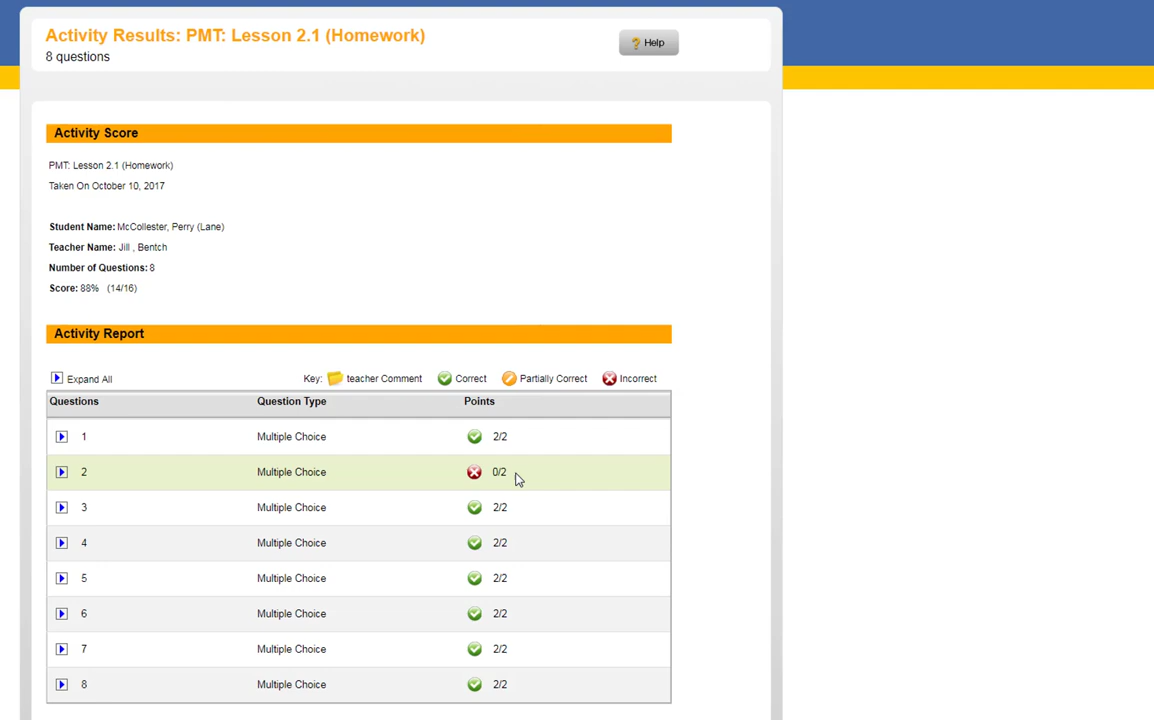 Activity Results: PMT: Lesson 2.1 (Homework)
8 questions
? Help
Activity Score
PMT: Lesson 2.1 (Homework)
Taken On October 10, 2017
Student Name: McCollester, Perry (Lane)
Teacher Name: Jill , Bentch
Number of Questions: 8
Score: 88% (14/16)
Activity Report
Expand All Key: teacher Comment Correct Partially Correct Incorrect
Questions Question Type Points
1 Multiple Choice 2/2
2 Multiple Choice 0/2
3 Multiple Choice 2/2
4 Multiple Choice 2/2
5 Multiple Choice 2/2
6 Multiple Choice 2/2
7 Multiple Choice 2/2
8 Multiple Choice 2/2